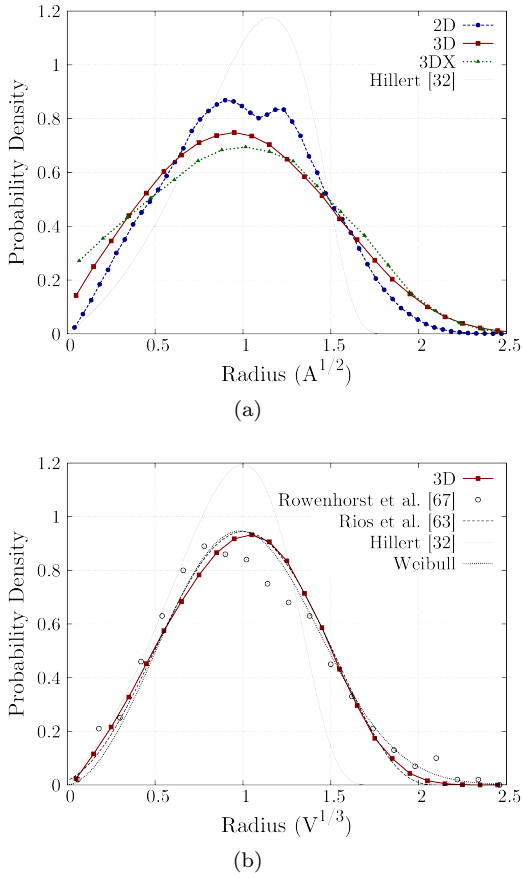 1.2
1
0.8
0.6
0.4
0.2
0
Probability Density
2D
3D
3DX
Hillert [32]
0 0.5 1 1.5 2 2.5
Radius (A^{1/2})
(a)
1.2
1
0.8
0.6
0.4
0.2
0
Probability Density
3D
Rowenhorst et al. [67]
Rios et al. [63]
Hillert [32]
Weibull
0 0.5 1 1.5 2 2.5
Radius (V^{1/3})
(b)